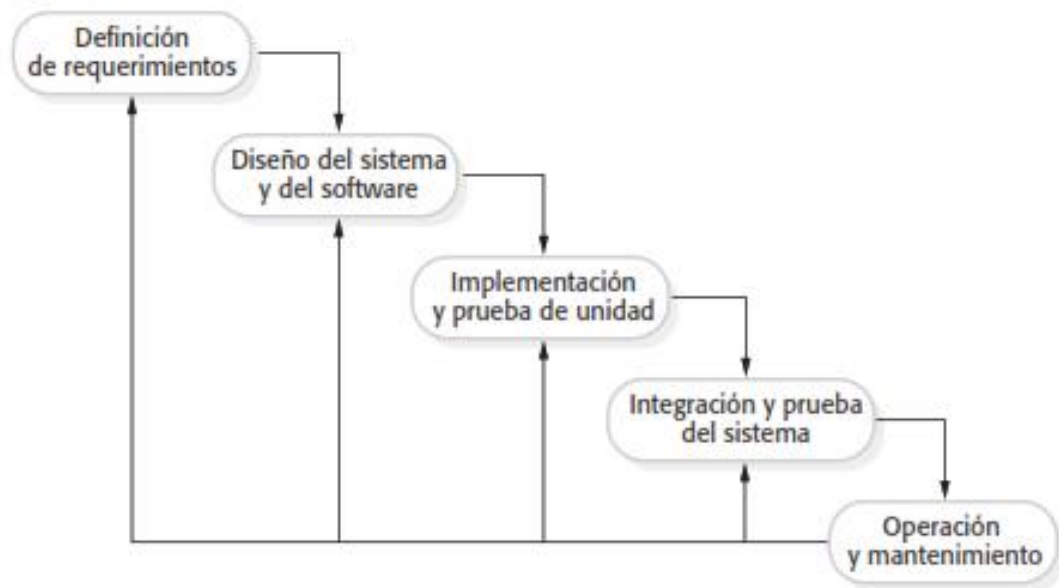 Definición
de requerimientos
Diseño del sistema
y del software
Implementación
y prueba de unidad
Integración y prueba
del sistema
Operación
y mantenimiento